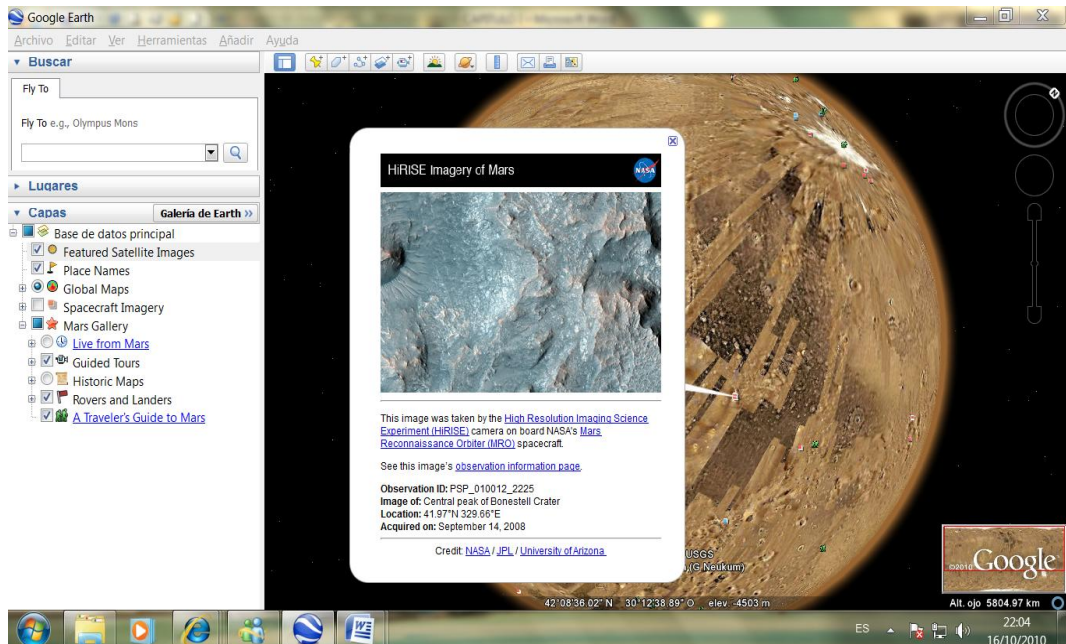 Google Earth
Archivo Editar Ver Herramientas Añadir Ayuda
Buscar
Fly To
Fly To e.g., Olympus Mons
Lugares
Capas
Galería de Earth »
Base de datos principal
Featured Satellite Images
Place Names
Global Maps
Spacecraft Imagery
Mars Gallery
Live from Mars
Guided Tours
Historic Maps
Rovers and Landers
A Traveler's Guide to Mars
HiRISE Imagery of Mars
NASA
This image was taken by the High Resolution Imaging Science
Experiment (HiRISE) camera on board NASA's Mars
Reconnaissance Orbiter (MRO) spacecraft.
See this image's observation information page.
Observation ID: PSP_010012_2225
Image of: Central peak of Bonestell Crater
Location: 41.97°N 329.66°E
Acquired on: September 14, 2008
Credit: NASA / JPL / University of Arizona
USGS
(G Neukum)
©2010 Google
42°08'36.02" N 30°12'38.89" O elev -4503 m
Alt. ojo 5804.97 km
ES
22:04
16/10/2010